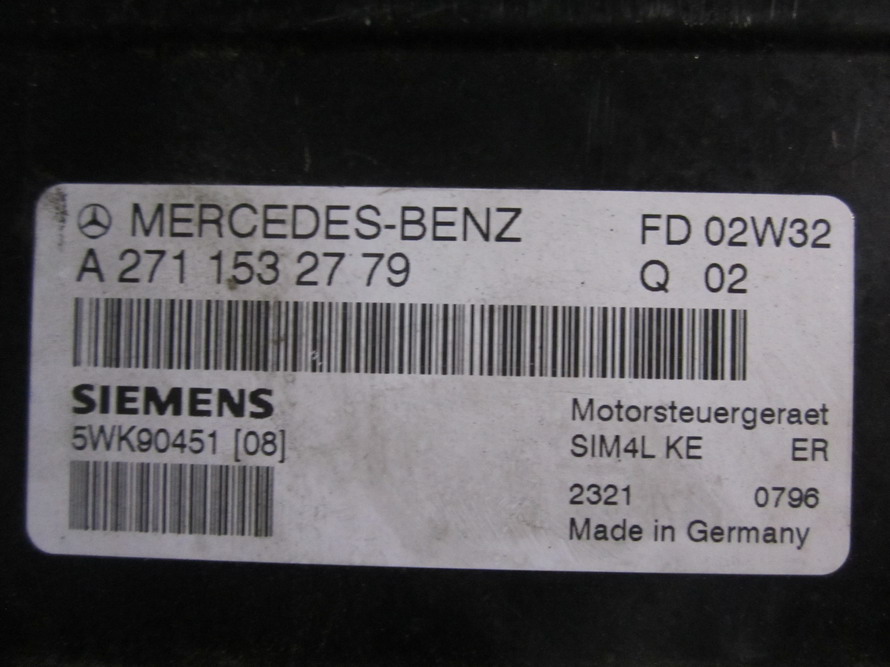 MERCEDES-BENZ FD 02W32
A 271 153 27 79 Q 02
SIEMENS Motorsteuergeraet
5WK90451 [08] SIM4L KE ER
2321 0796
Made in Germany